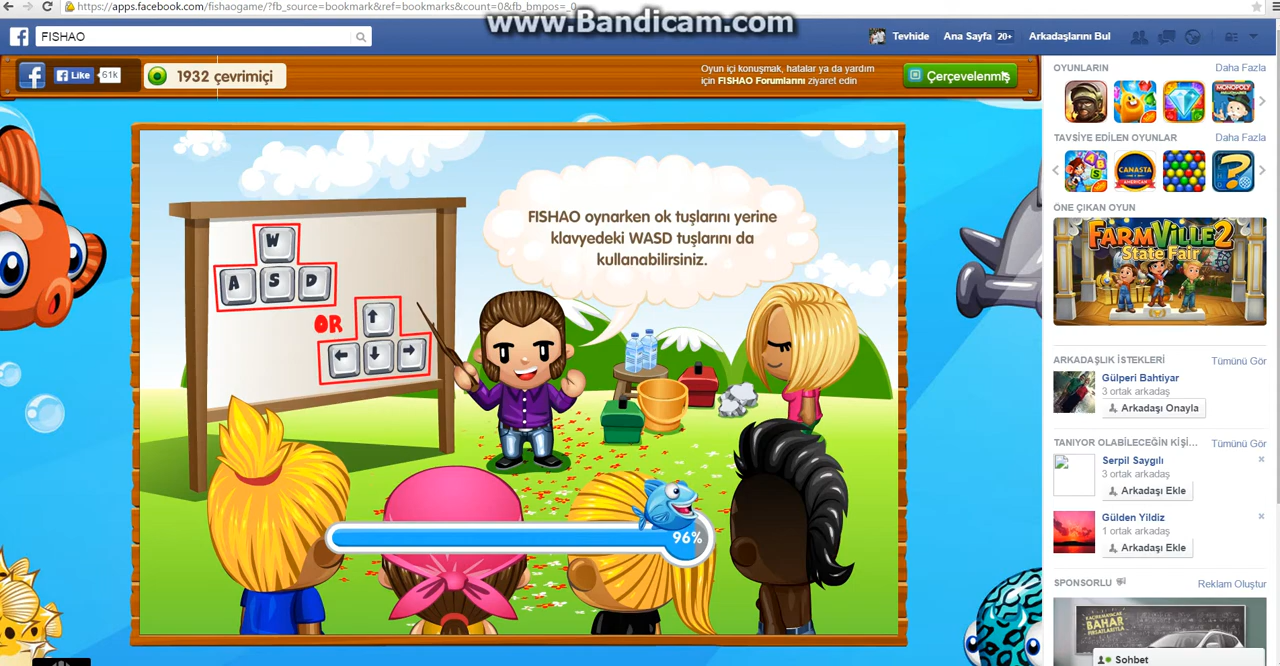 https://apps.facebook.com/fishaogame/?fb_source=bookmark&ref=bookmarks&count=0&fb_bmpos=_0
www.Bandicam.com
FISHAO
Tevhide
Ana Sayfa 20+
Arkadaşlarını Bul
Like 61k
1932 çevrimiçi
Oyun içi konuşmak, hatalar ya da yardım
için FISHAO Forumlarını ziyaret edin
Çerçevelenmiş
FISHAO oynarken ok tuşlarını yerine
klavyedeki WASD tuşlarını da
kullanabilirsiniz.
W
A S D
OR
96%
OYUNLARIN Daha Fazla
MONOPOLY
TAVSİYE EDİLEN OYUNLAR Daha Fazla
A B S
CANASTA
AMERICAN
ÖNE ÇIKAN OYUN
FARMVILLE 2
State Fair
ARKADAŞLIK İSTEKLERİ Tümünü Gör
Gülperi Bahtiyar
3 ortak arkadaş
Arkadaşı Onayla
TANIYOR OLABİLECEĞİN KİŞİ... Tümünü Gör
Serpil Saygılı
3 ortak arkadaş
Arkadaşı Ekle
Gülden Yildiz
1 ortak arkadaş
Arkadaşı Ekle
SPONSORLU Reklam Oluştur
KAÇIRMAYACAK
BAHAR
FIRSATLARIYLA
Sohbet